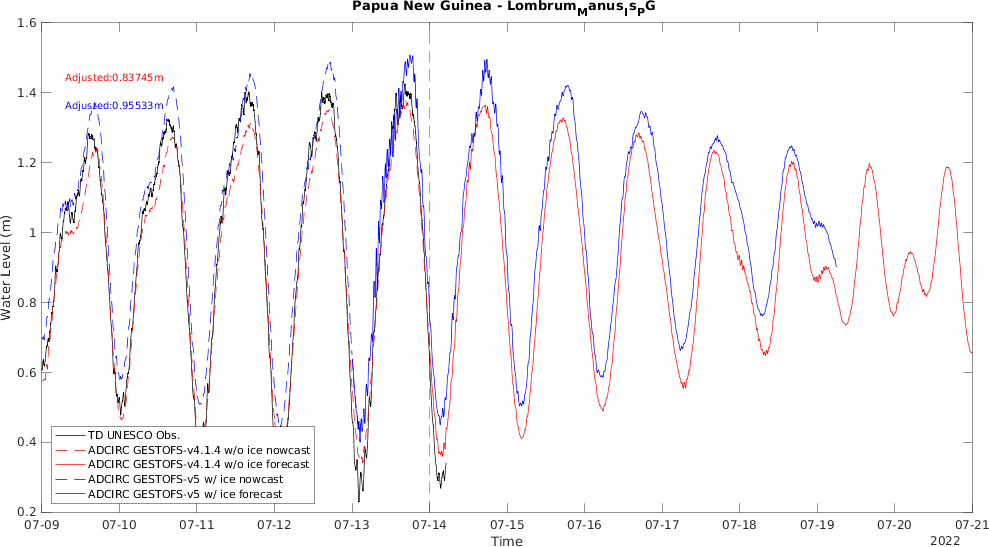 Papua New Guinea - LombrumManusIsPG
1.6
1.4
1.2
1
0.8
0.6
0.4
0.2
Water Level (m)
Adjusted:0.83745m
Adjusted:0.95533m
TD UNESCO Obs.
ADCIRC GESTOFS-v4.1.4 w/o ice nowcast
ADCIRC GESTOFS-v4.1.4 w/o ice forecast
ADCIRC GESTOFS-v5 w/ ice nowcast
ADCIRC GESTOFS-v5 w/ ice forecast
07-09 07-10 07-11 07-12 07-13 07-14 07-15 07-16 07-17 07-18 07-19 07-20 07-21
Time
2022